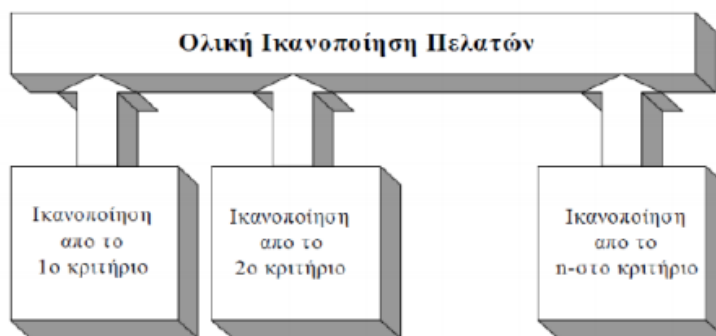 Ολική Ικανοποίηση Πελατών
Ικανοποίηση
απο το
1ο κριτήριο
Ικανοποίηση
απο το
2ο κριτήριο
Ικανοποίηση
απο το
n-στο κριτήριο